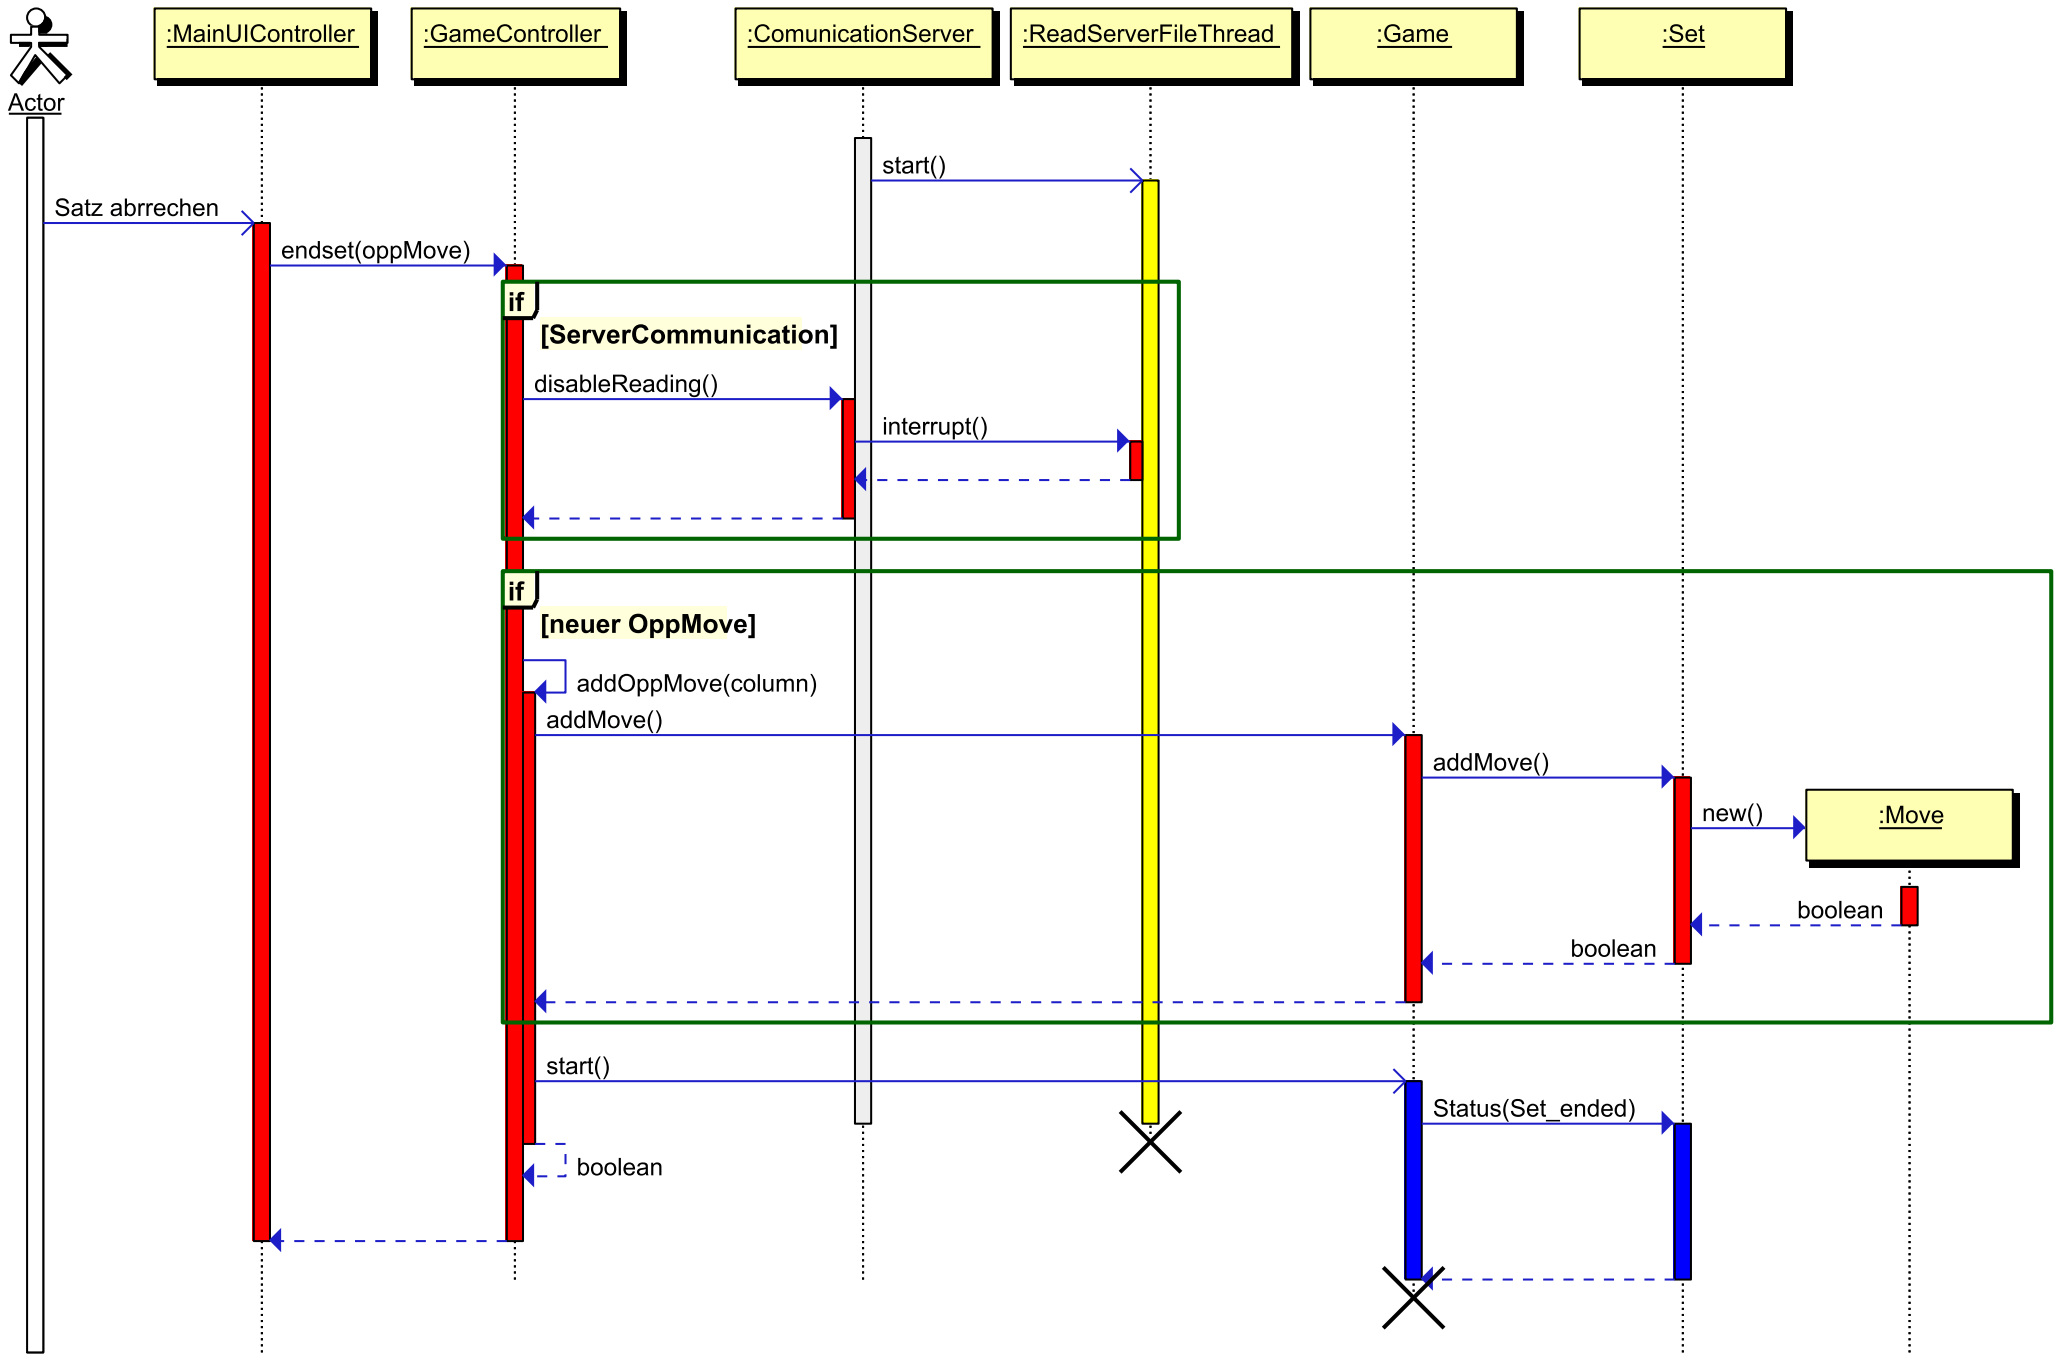 :MainUIController
:GameController
:ComunicationServer
:ReadServerFileThread
:Game
:Set
Actor
start()
Satz abrrechen
endset(oppMove)
if
[ServerCommunication]
disableReading()
interrupt()
if
[neuer OppMove]
addOppMove(column)
addMove()
addMove()
new()
:Move
boolean
boolean
start()
Status(Set_ended)
boolean